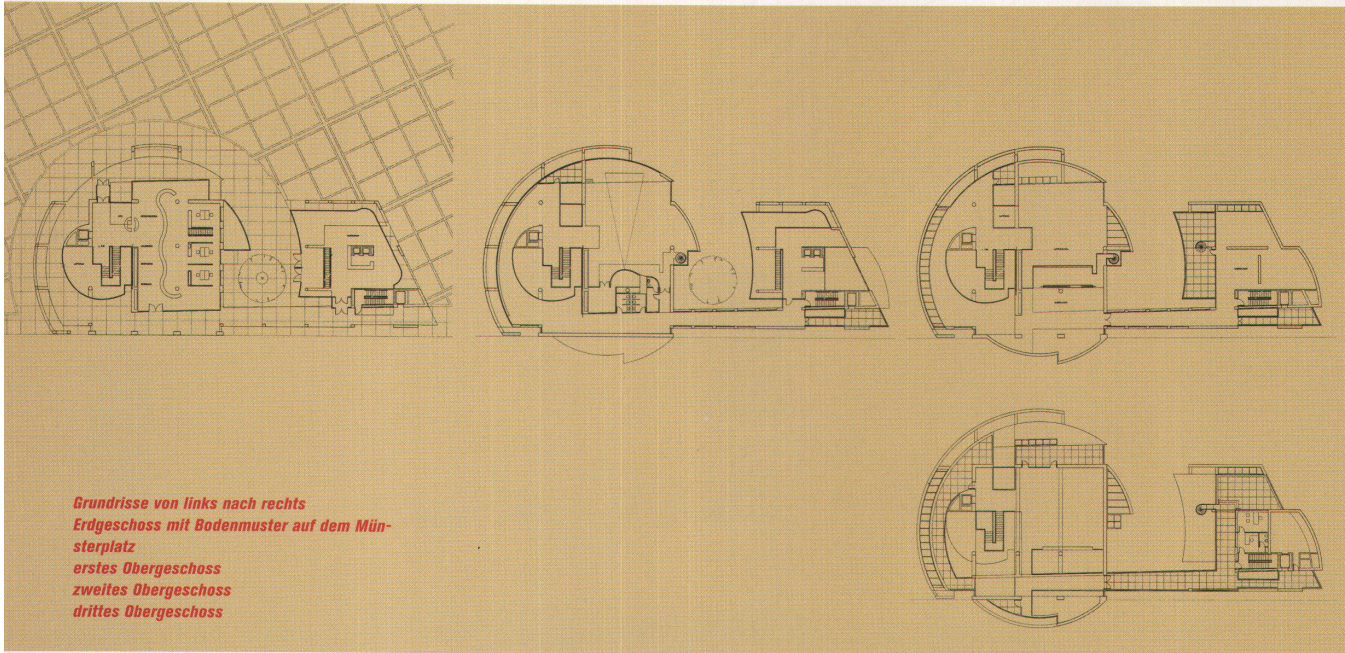 Grundrisse von links nach rechts
Erdgeschoss mit Bodenmuster auf dem Mün-
sterplatz
erstes Obergeschoss
zweites Obergeschoss
drittes Obergeschoss